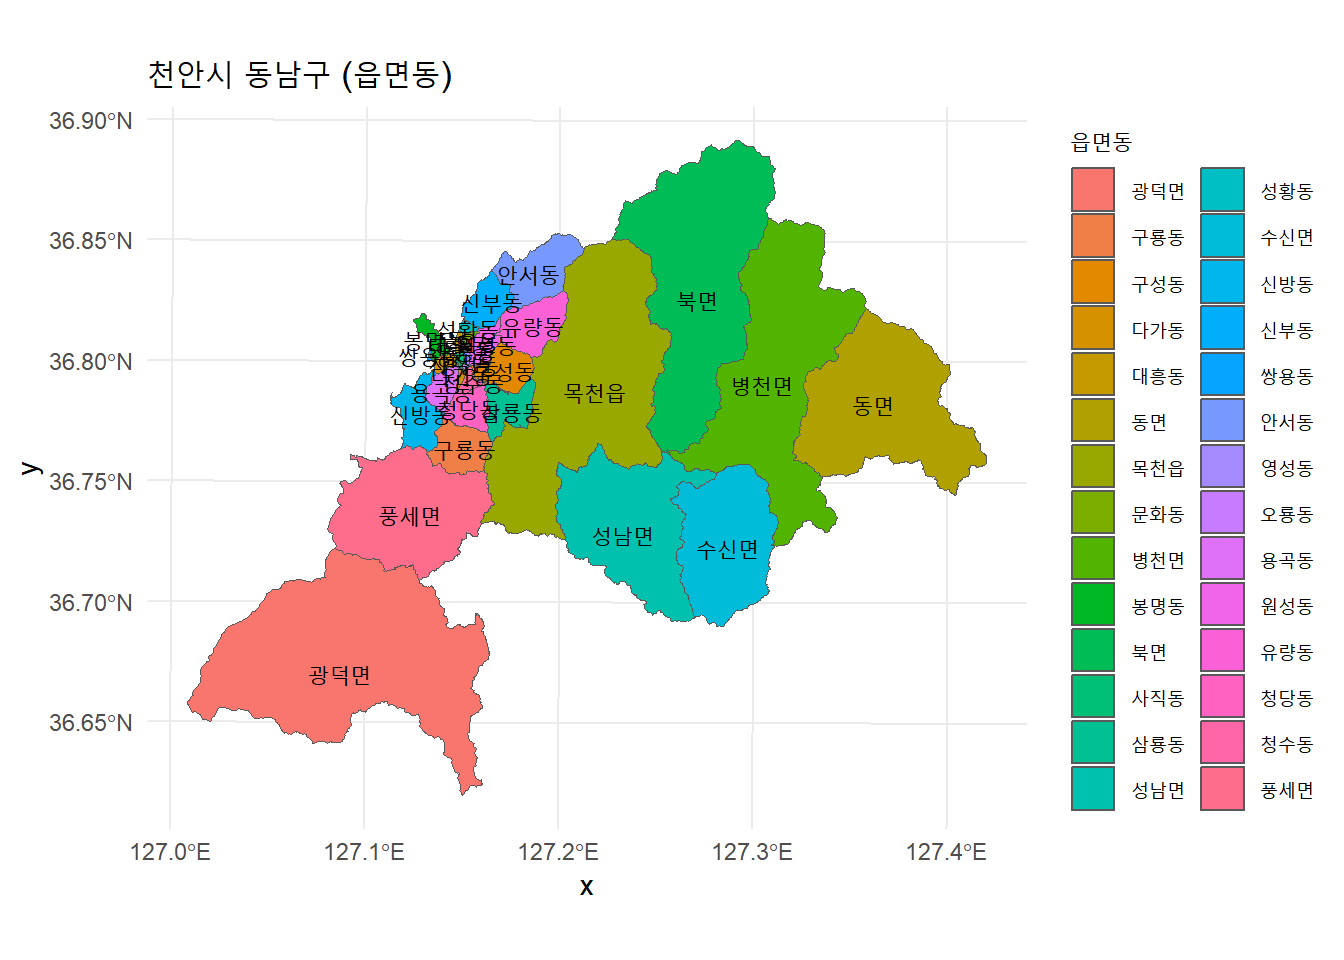 천안시 동남구 (읍면동)
36.90°N
36.85°N
36.80°N
36.75°N
36.70°N
36.65°N
y
127.0°E
127.1°E
127.2°E
127.3°E
127.4°E
x
안서동
신부동
유량동
북면
목천읍
병천면
동면
삼룡동
청당동
신방동
구룡동
풍세면
성남면
수신면
광덕면
읍면동
광덕면
구룡동
구성동
다가동
대흥동
동면
목천읍
문화동
병천면
봉명동
북면
사직동
삼룡동
성남면
성황동
수신면
신방동
신부동
쌍용동
안서동
영성동
오룡동
용곡동
원성동
유량동
청당동
청수동
풍세면